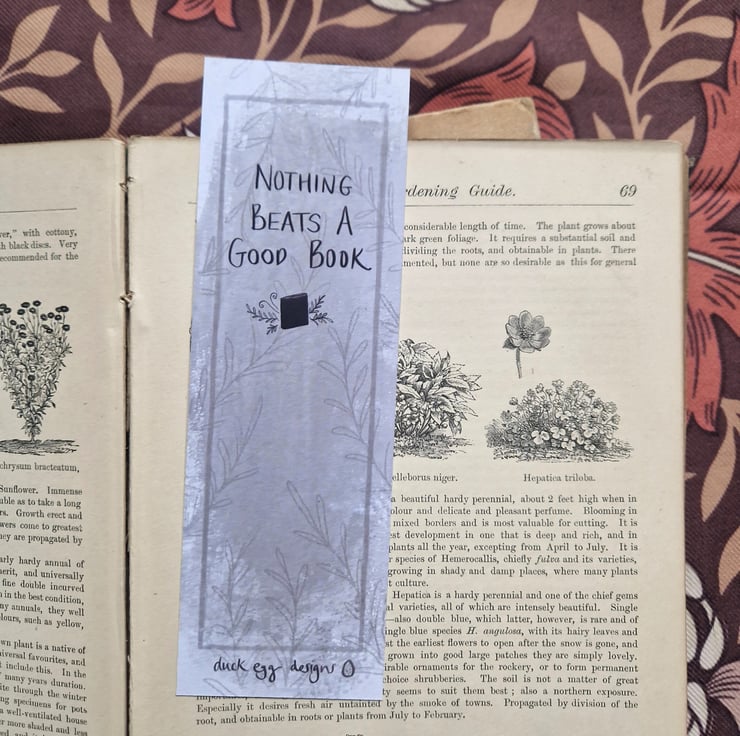 NOTHING
BEATS A
GOOD BOOK
duck egg designs
rdening Guide. 69
ver," with cottony,
h black discs. Very
ecommended for the
chrysum bracteatum,
Sunflower. Immense
able as to take a long
rs. Growth erect and
wers come to greatest
hey are propagated by
arly hardy annual of
erit, and universally
fine double incurved
in the best condition,
ny annuals, they well
olours, such as yellow,
wn plant is a native of
iversal favourites, and
include this. In the
many years duration.
ite through the winter
ng specimens for pots
a well-ventilated house
r more shaded and less
considerable length of time. The plant grows about
ark green foliage. It requires a substantial soil and
dividing the roots, and obtainable in plants. There
mented, but none are so desirable as this for general
elleborus niger.
Hepatica triloba.
a beautiful hardy perennial, about 2 feet high when in
olour and delicate and pleasant perfume. Blooming in
mixed borders and is most valuable for cutting. It is
st development in one that is deep and rich, and in
plants all the year, excepting from April to July. It is
r species of Hemerocallis, chiefly fulva and its varieties,
growing in shady and damp places, where many plants
t culture.
Hepatica is a hardy perennial and one of the chief gems
l varieties, all of which are intensely beautiful. Single
—also double blue, which latter, however, is rare and of
ingle blue species H. angulosa, with its hairy leaves and
st the earliest flowers to open after the snow is gone, and
grown into good large patches they are simply lovely.
irable ornaments for the rockery, or to form permanent
choice shrubberies. The soil is not a matter of great
ty seems to suit them best ; also a northern exposure.
Especially it desires fresh air untainted by the smoke of towns. Propagated by division of the
root, and obtainable in roots or plants from July to February.